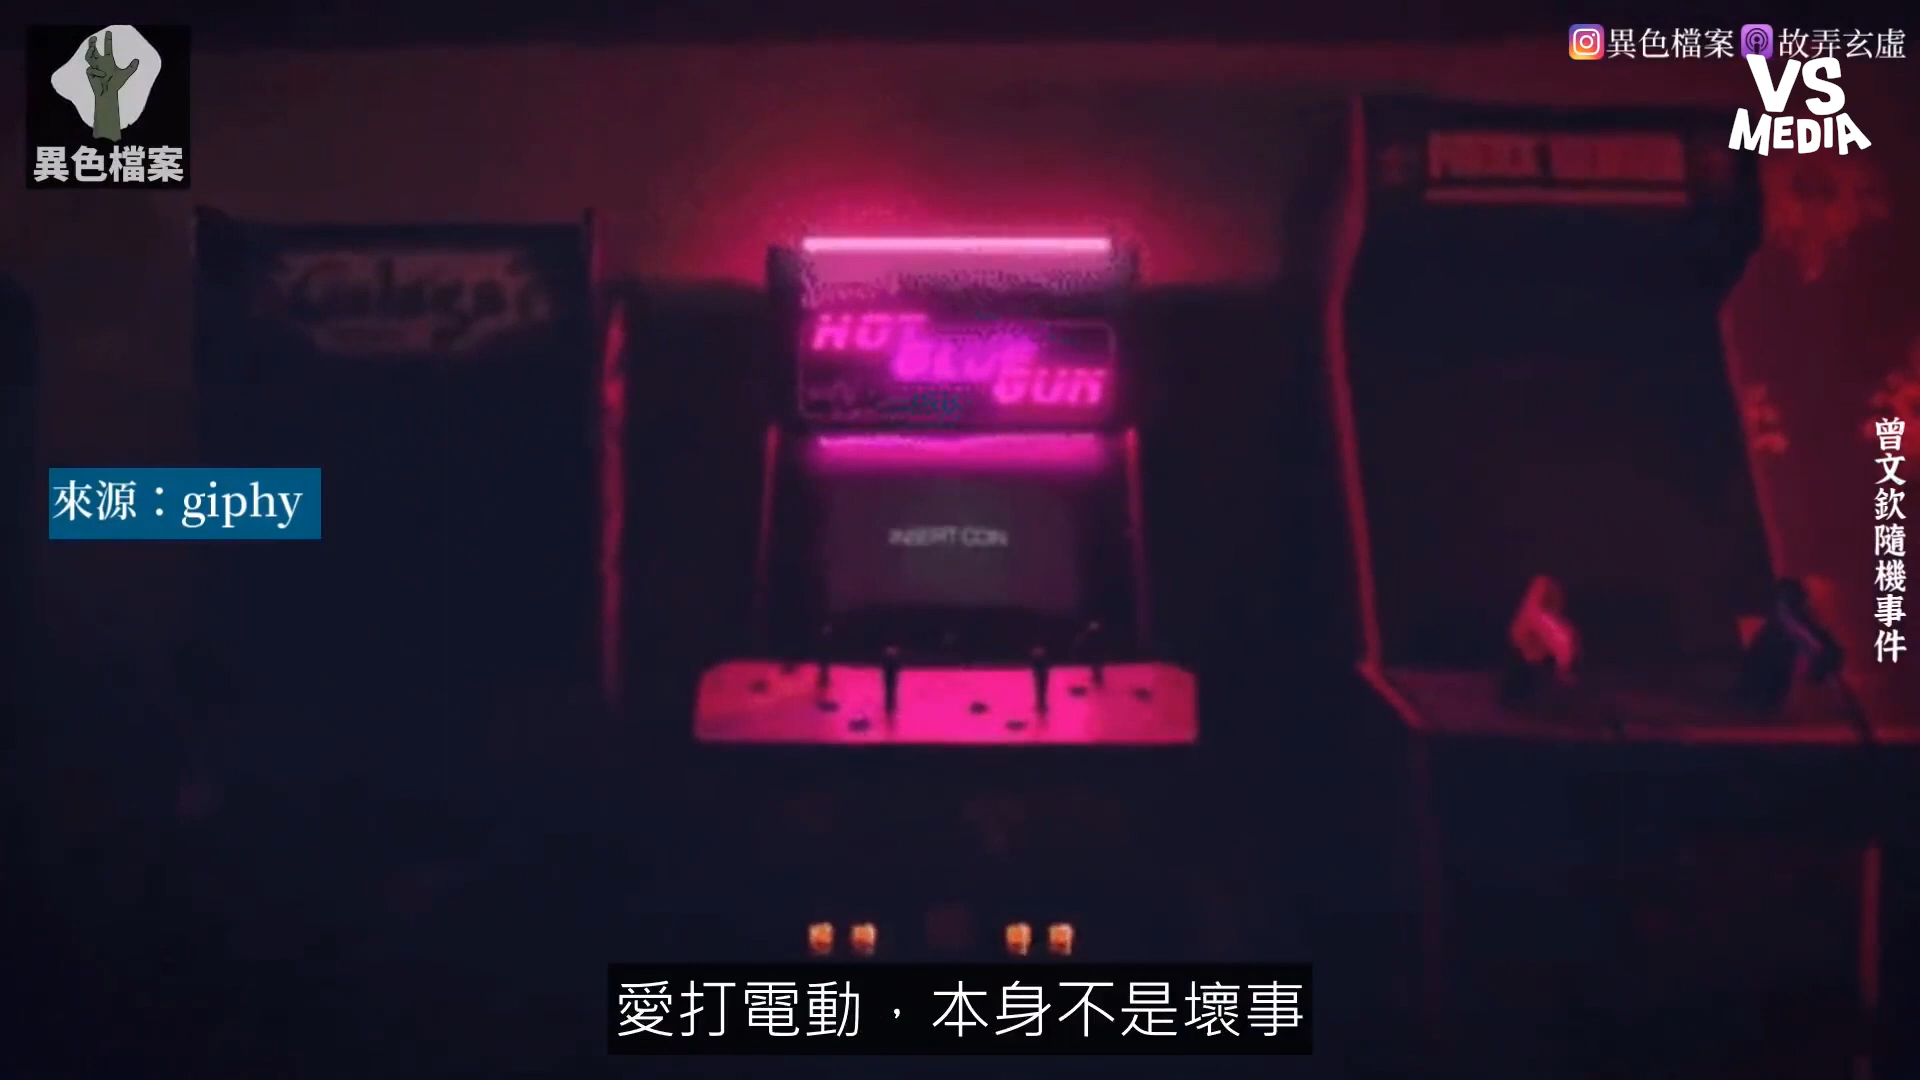 異色檔案
異色檔案 故弄玄虛
VS
MEDIA
HOT
GLUE
GUN
INSERT COIN
來源：giphy
曾文欽隨機事件
愛打電動，本身不是壞事